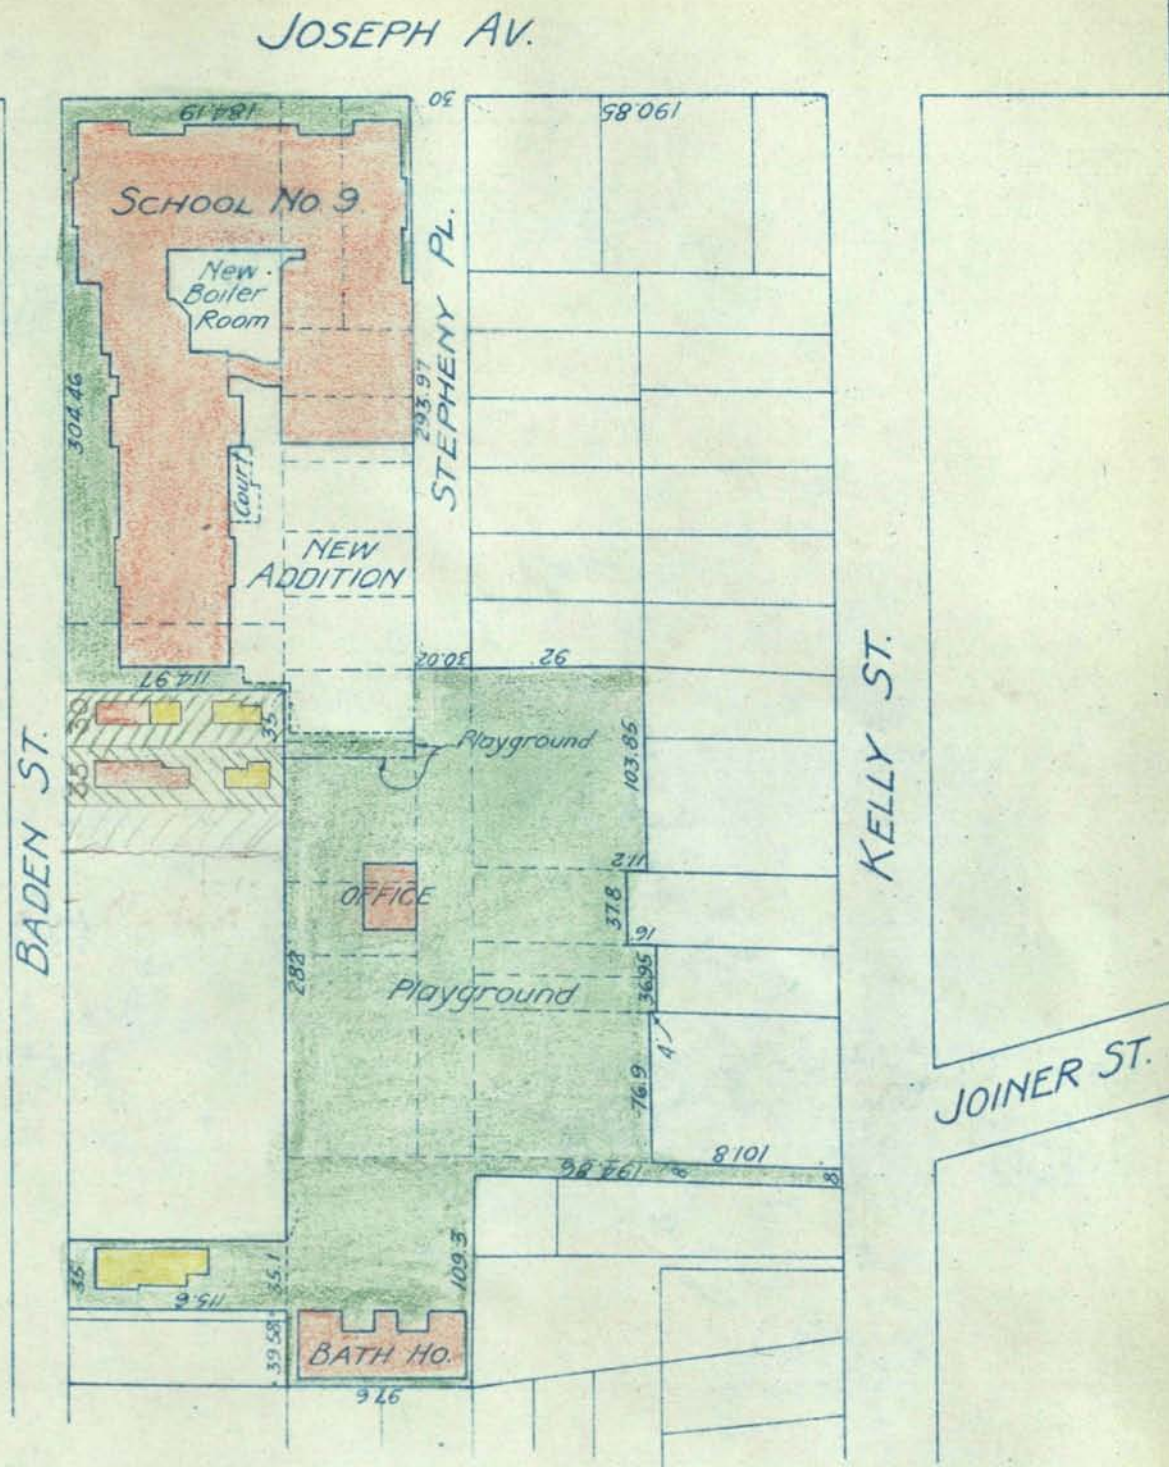 JOSEPH AV.
184.19
30
190.85
SCHOOL NO. 9.
New
Boiler
Room
STEPHENY PL.
293.97
304.46
Court
NEW
ADDITION
30.02
92
114.97
30
35
35
Playground
103.85
BADEN ST.
KELLY ST.
11.2
OFFICE
37.8
16
282
Playground
36.95
4'
76.9
JOINER ST.
101.8
194.86
8
8
35
35.1
109.3
115.6
39.58
BATH HO.
97.6